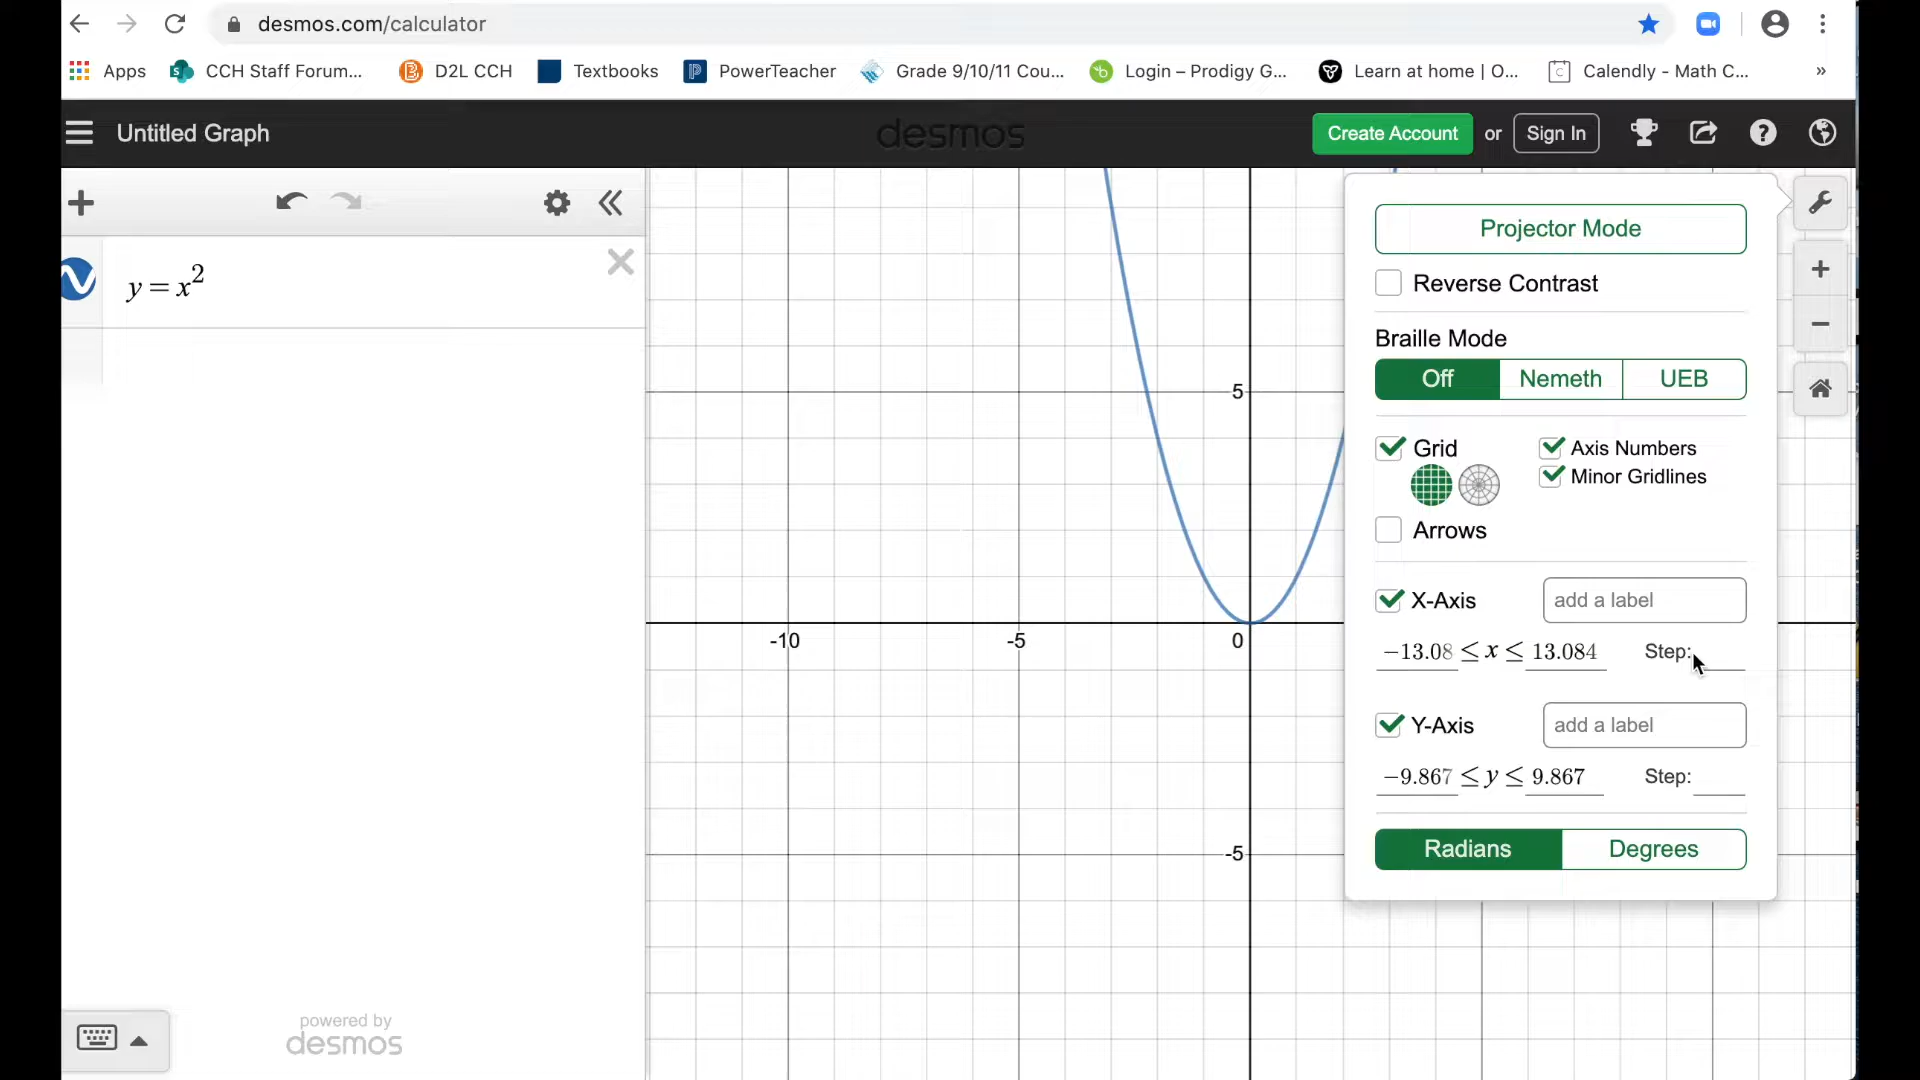 desmos.com/calculator
Apps CCH Staff Forum... D2L CCH Textbooks PowerTeacher Grade 9/10/11 Cou... Login – Prodigy G... Learn at home | O... Calendly - Math C... »
Untitled Graph desmos Create Account or Sign In
y = x²
Projector Mode
Reverse Contrast
Braille Mode
Off Nemeth UEB
Grid Axis Numbers
Minor Gridlines
Arrows
X-Axis add a label
−13.08 ≤ x ≤ 13.084 Step:
Y-Axis add a label
−9.867 ≤ y ≤ 9.867 Step:
Radians Degrees
5
-10 -5 0
-5
powered by
desmos